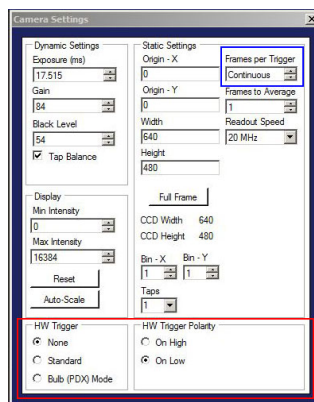 Camera Settings
Dynamic Settings
Exposure (ms)
17.515
Gain
84
Black Level
54
Tap Balance
Display
Min Intensity
0
Max Intensity
16384
Reset
Auto-Scale
Static Settings
Origin - X
0
Origin - Y
0
Width
640
Height
480
Frames per Trigger
Continuous
Frames to Average
1
Readout Speed
20 MHz
Full Frame
CCD Width 640
CCD Height 480
Bin - X Bin - Y
1 1
Taps
1
HW Trigger
None
Standard
Bulb (PDX) Mode
HW Trigger Polarity
On High
On Low